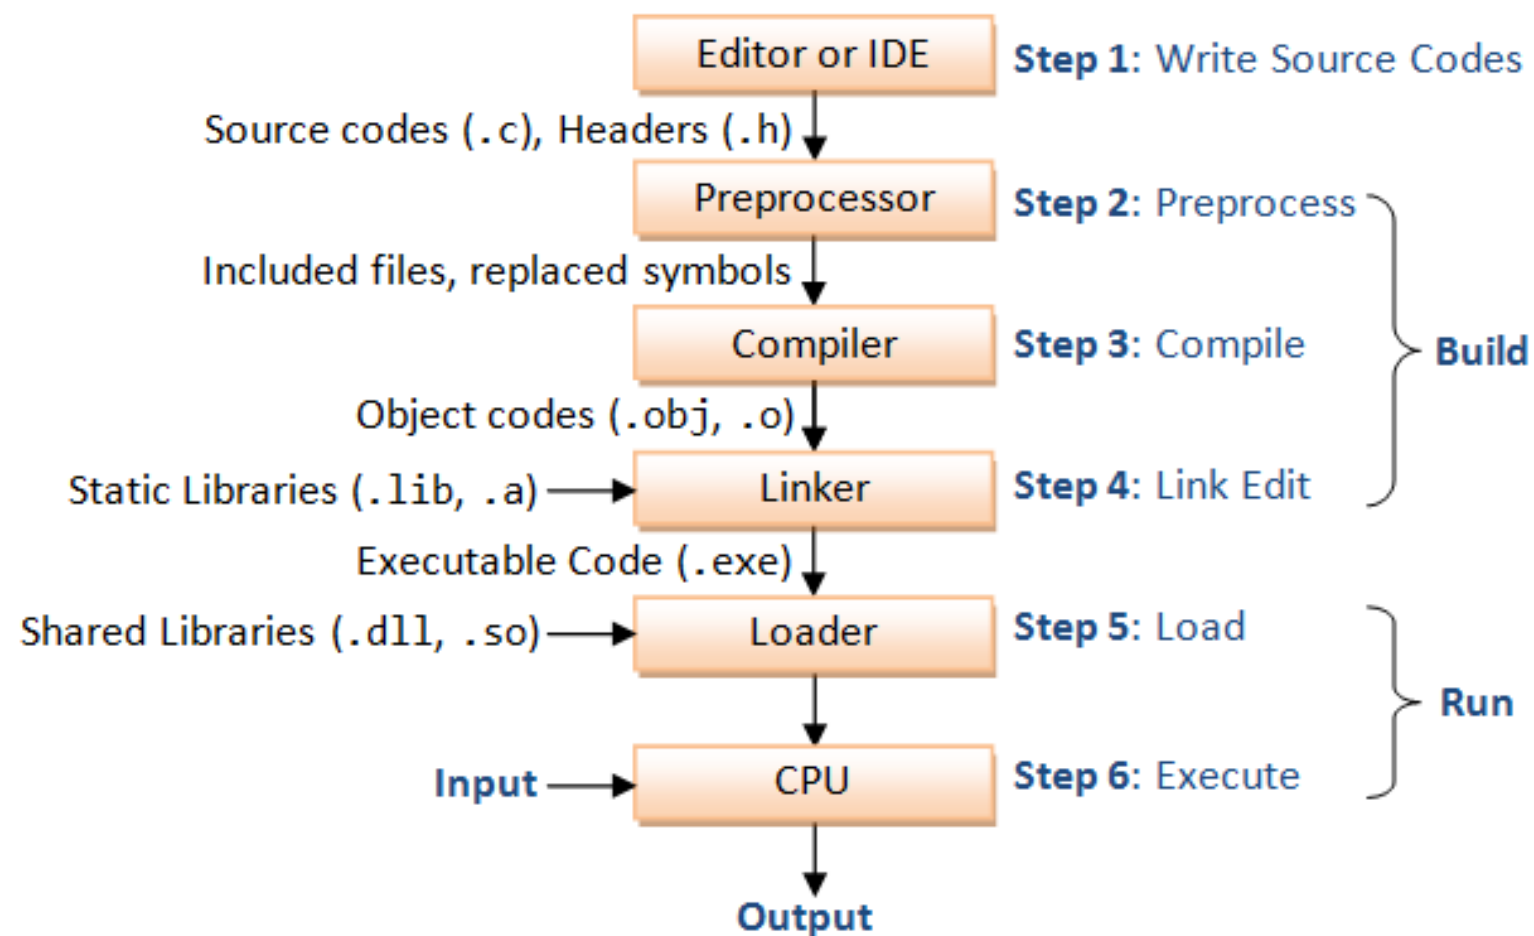 Editor or IDE
Step 1: Write Source Codes
Source codes (.c), Headers (.h)
Preprocessor
Step 2: Preprocess
Included files, replaced symbols
Compiler
Step 3: Compile
Build
Object codes (.obj, .o)
Static Libraries (.lib, .a)
Linker
Step 4: Link Edit
Executable Code (.exe)
Shared Libraries (.dll, .so)
Loader
Step 5: Load
Run
Input
CPU
Step 6: Execute
Output